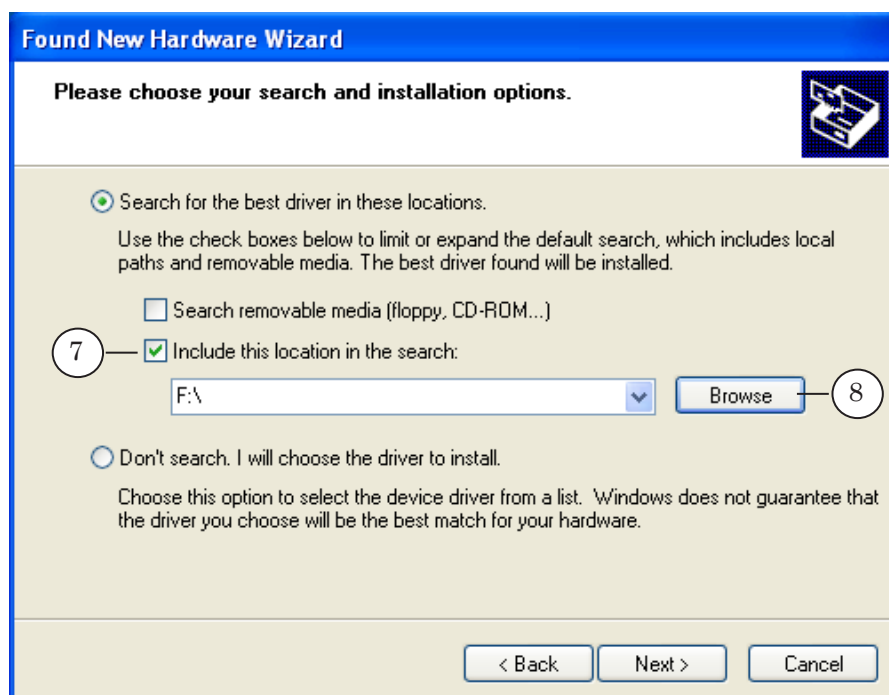 Found New Hardware Wizard
Please choose your search and installation options.
Search for the best driver in these locations.
Use the check boxes below to limit or expand the default search, which includes local
paths and removable media. The best driver found will be installed.
Search removable media (floppy, CD-ROM...)
7 Include this location in the search:
F:\ Browse 8
Don't search. I will choose the driver to install.
Choose this option to select the device driver from a list. Windows does not guarantee that
the driver you choose will be the best match for your hardware.
< Back Next > Cancel